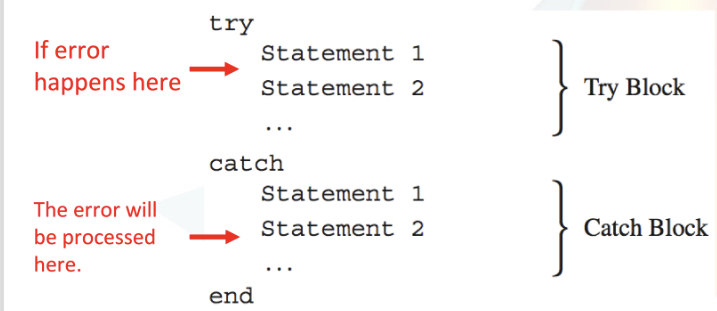 try
If error
happens here
Statement 1
Statement 2
...
Try Block
catch
The error will
be processed
here.
Statement 1
Statement 2
...
Catch Block
end